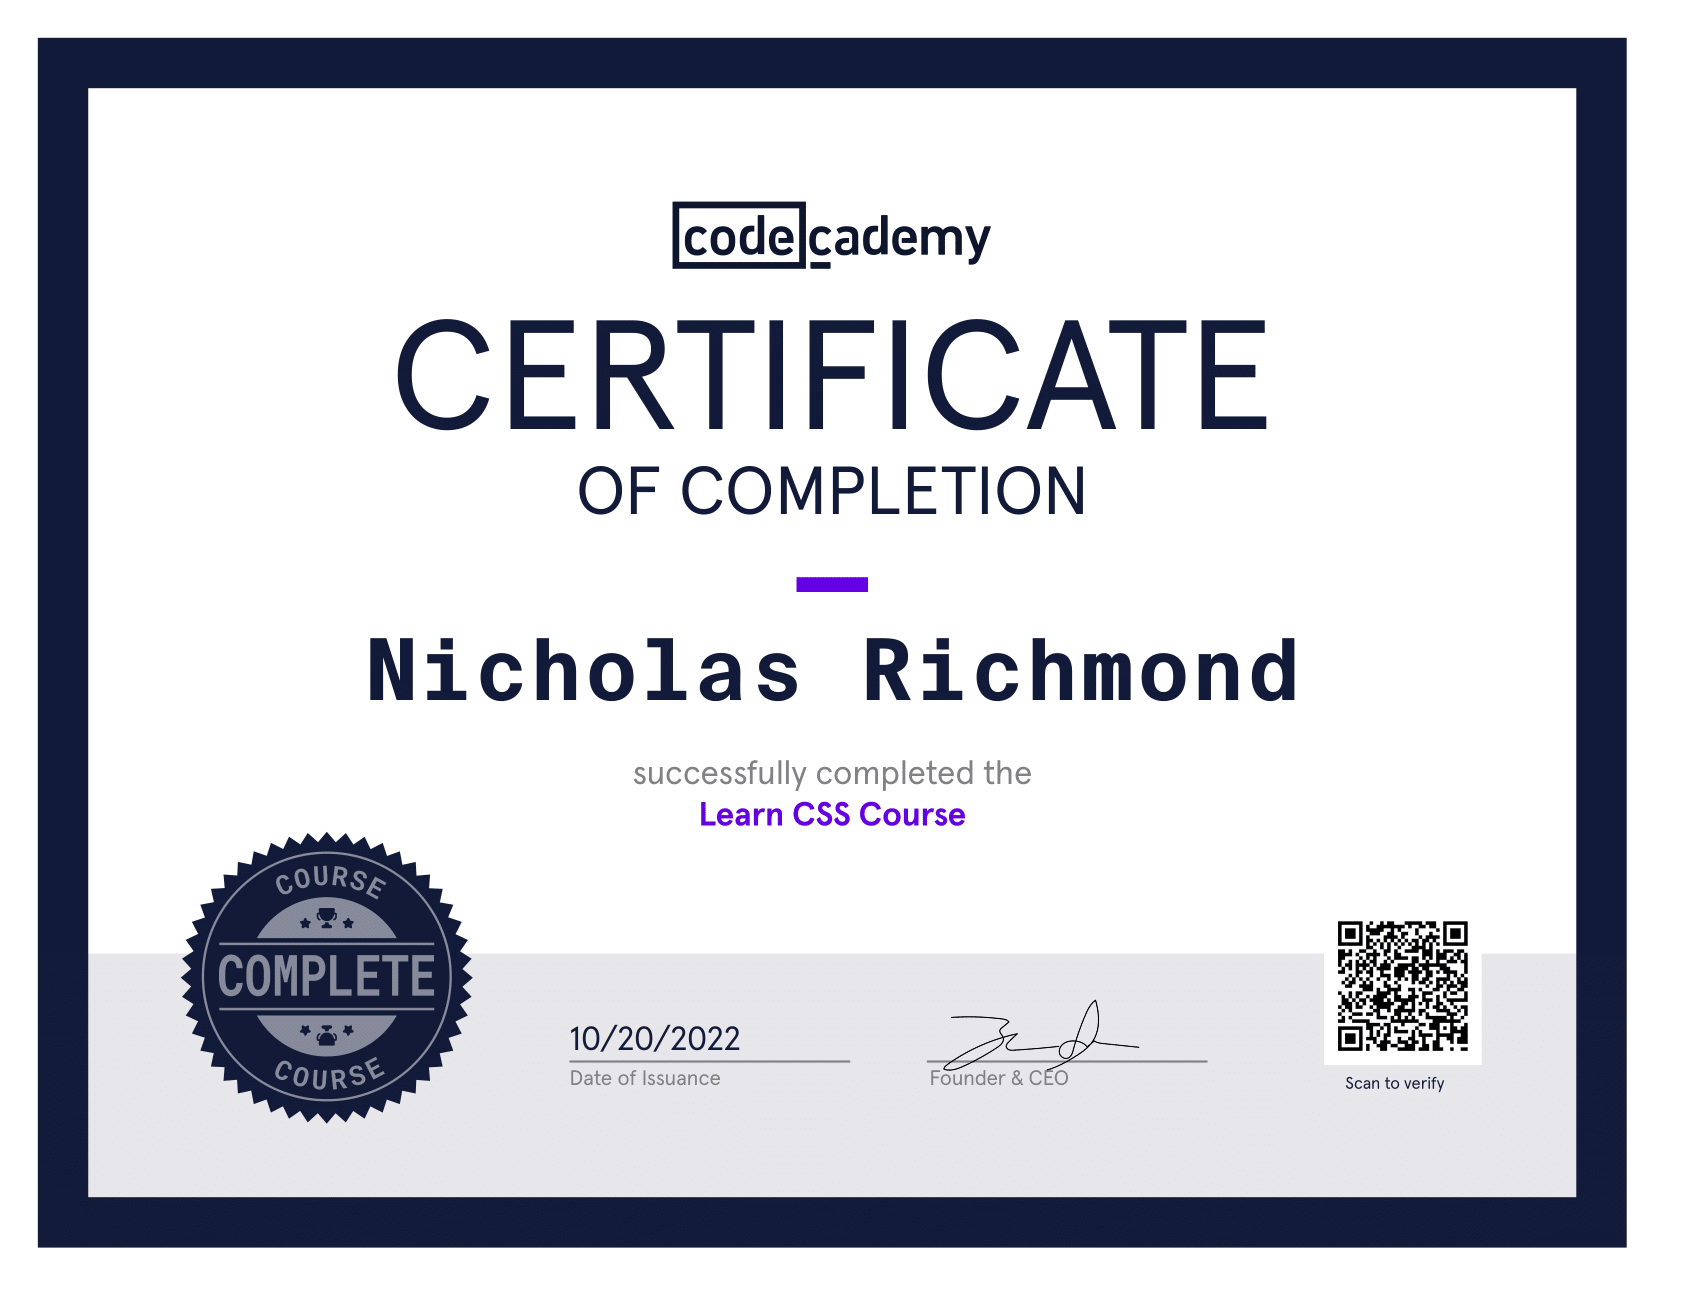 codecademy
CERTIFICATE
OF COMPLETION
Nicholas Richmond
successfully completed the
Learn CSS Course
COURSE
COMPLETE
COURSE
10/20/2022
Date of Issuance
Founder & CEO
Scan to verify